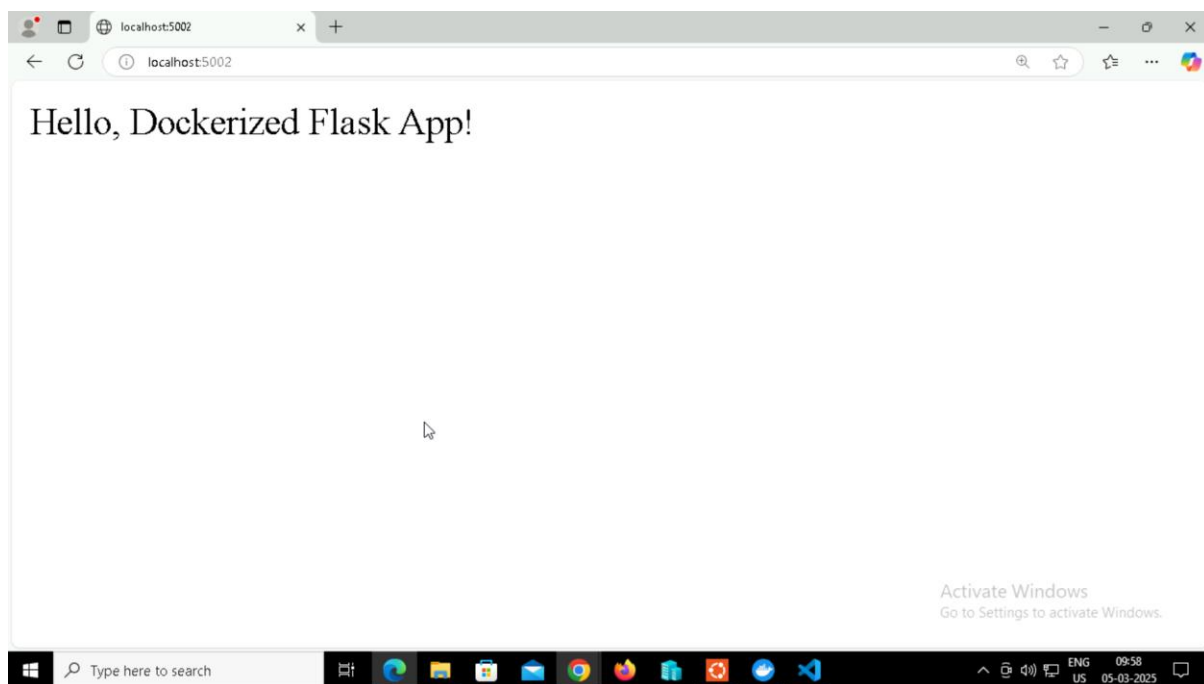 localhost:5002
localhost:5002
Hello, Dockerized Flask App!
Activate Windows
Go to Settings to activate Windows.
Type here to search
ENG
US
09:58
05-03-2025